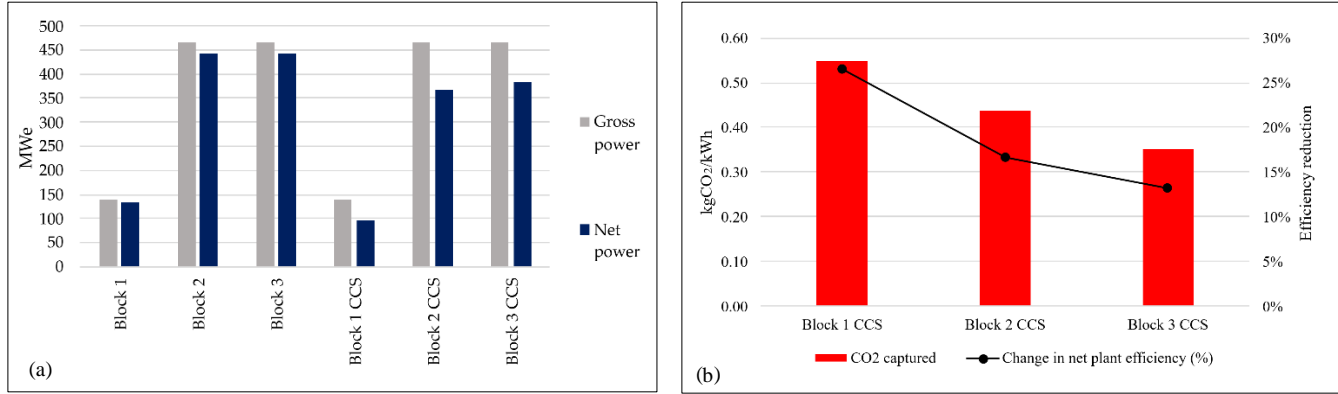 500
450
400
350
300
250
200
150
100
50
0
MWe
Block 1
Block 2
Block 3
Block 1 CCS
Block 2 CCS
Block 3 CCS
Gross
power
Net
power
(a)
0.60
0.50
0.40
0.30
0.20
0.10
0.00
kgCO2/kWh
30%
25%
20%
15%
10%
5%
0%
Efficiency reduction
Block 1 CCS
Block 2 CCS
Block 3 CCS
CO2 captured
Change in net plant efficiency (%)
(b)